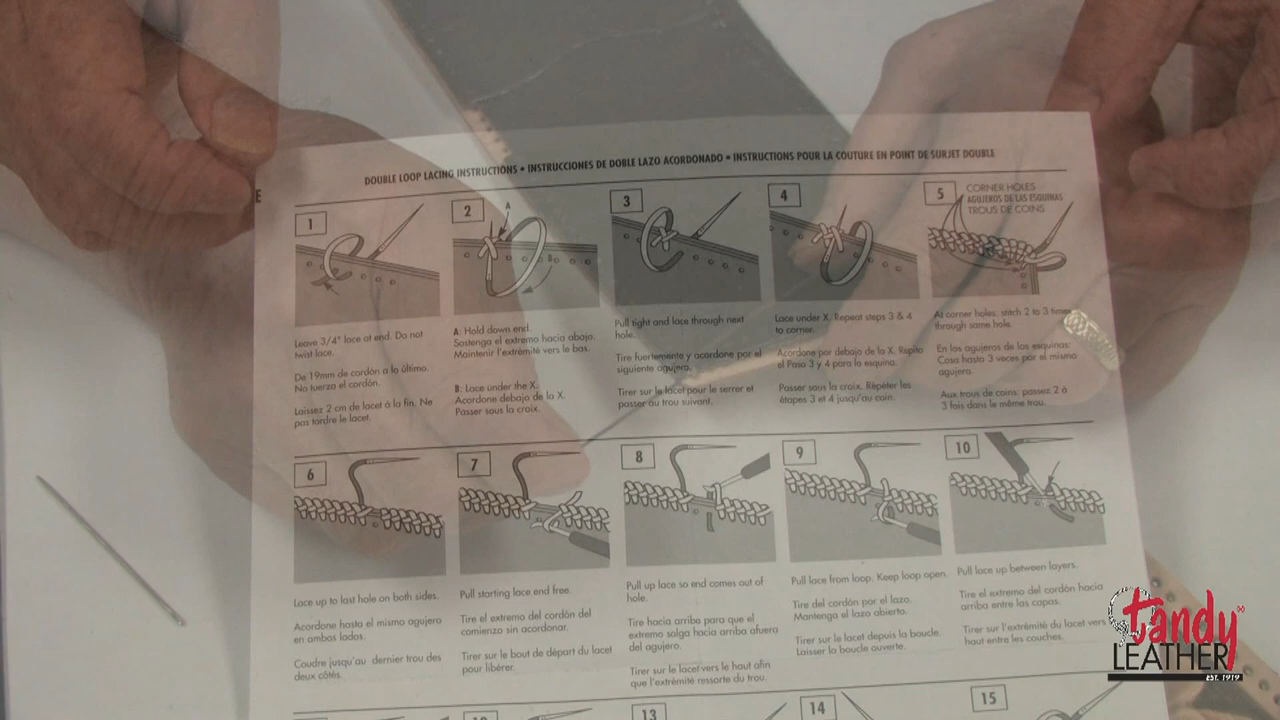 DOUBLE LOOP LACING INSTRUCTIONS • INSTRUCCIONES DE DOBLE LAZO ACORDONADO • INSTRUCTIONS POUR LA COUTURE EN POINT DE SURJET DOUBLE
E
1
2
A
B
3
4
5
CORNER HOLES
AGUJEROS DE LAS ESQUINAS
TROUS DE COINS
Leave 3/4" lace at end. Do not
twist lace.
De 19mm de cordón a lo último.
No tuerza el cordón.
Laissez 2 cm de lacet à la fin. Ne
pas tordre le lacet.
A: Hold down end.
Sostenga el extremo hacia abajo.
Maintenir l'extrémité vers le bas.
B: Lace under the X.
Acordone debajo de la X.
Passer sous la croix.
Pull tight and lace through next
hole.
Tire fuertemente y acordone por el
siguiente agujero.
Tirer sur le lacet pour le serrer et
passer au trou suivant.
Lace under X. Repeat steps 3 & 4
to corner.
Acordone por debajo de la X. Repita
el Paso 3 y 4 para la esquina.
Passer sous la croix. Répéter les
étapes 3 et 4 jusqu'au coin.
At corner holes, stitch 2 to 3 times
through same hole.
En los agujeros de las esquinas:
Cosa hasta 3 veces por el mismo
agujero.
Aux trous de coins: passez 2 à
3 fois dans le même trou.
6
7
8
9
10
Lace up to last hole on both sides.
Acordone hasta el mismo agujero
en ambos lados.
Coudre jusqu'au dernier trou des
deux côtés.
Pull starting lace end free.
Tire el extremo del cordón del
comienzo sin acordonar.
Tirer sur le bout de départ du lacet
pour libérer.
Pull up lace so end comes out of
hole.
Tire hacia arriba para que el
extremo salga hacia arriba afuera
del agujero.
Tirer sur le lacet vers le haut afin
que l'extrémité ressorte du trou.
Pull lace from loop. Keep loop open.
Tire del cordón por el lazo.
Mantenga el lazo abierto.
Tirer sur le lacet depuis la boucle.
Laisser la boucle ouverte.
Pull lace up between layers.
Tire el extremo del cordón hacia
arriba entre las capas.
Tirer sur l'extrémité du lacet vers
haut entre les couches.
13
14
15
tandy
LEATHER
EST. 1919